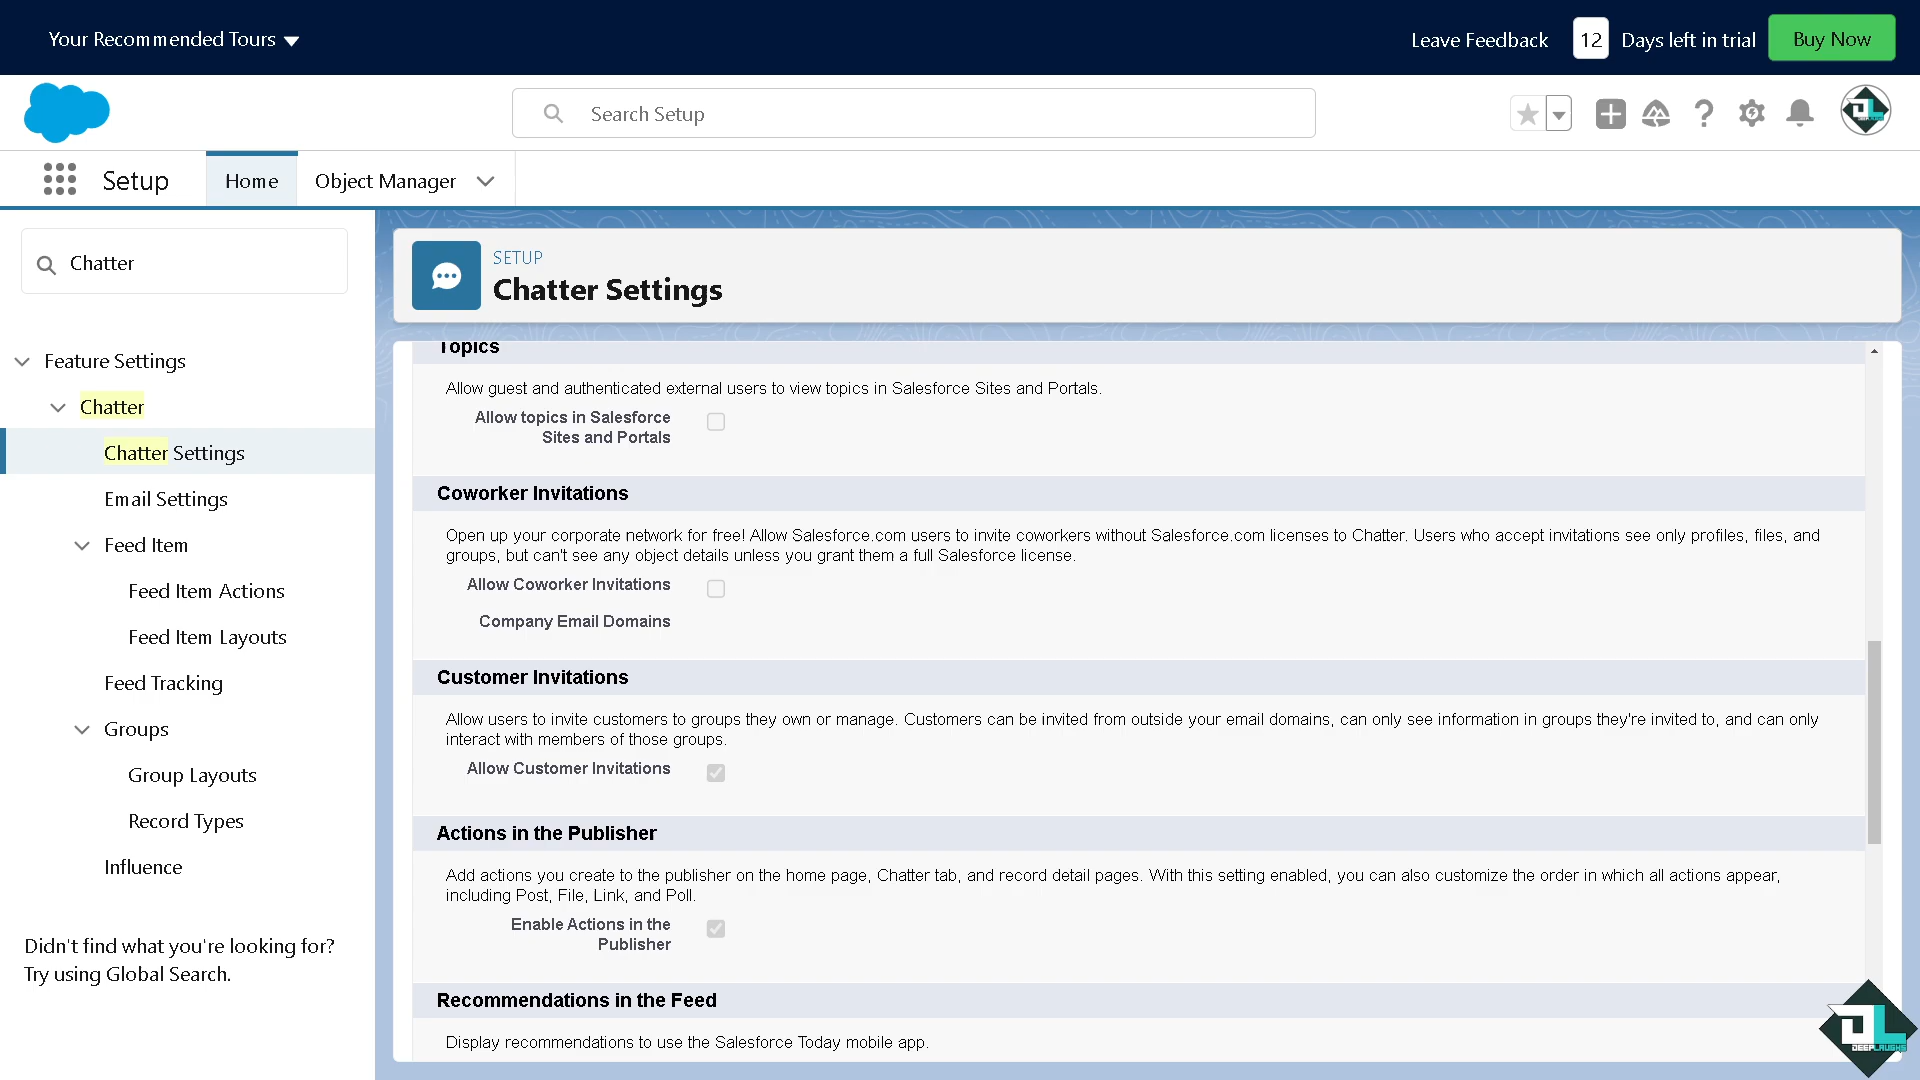 Your Recommended Tours
Leave Feedback
12
Days left in trial
Buy Now
Search Setup
Setup
Home
Object Manager
Chatter
Feature Settings
Chatter
Chatter Settings
Email Settings
Feed Item
Feed Item Actions
Feed Item Layouts
Feed Tracking
Groups
Group Layouts
Record Types
Influence
Didn't find what you're looking for?
Try using Global Search.
SETUP
Chatter Settings
Topics
Allow guest and authenticated external users to view topics in Salesforce Sites and Portals.
Allow topics in Salesforce
Sites and Portals
Coworker Invitations
Open up your corporate network for free! Allow Salesforce.com users to invite coworkers without Salesforce.com licenses to Chatter. Users who accept invitations see only profiles, files, and
groups, but can't see any object details unless you grant them a full Salesforce license.
Allow Coworker Invitations
Company Email Domains
Customer Invitations
Allow users to invite customers to groups they own or manage. Customers can be invited from outside your email domains, can only see information in groups they're invited to, and can only
interact with members of those groups.
Allow Customer Invitations
Actions in the Publisher
Add actions you create to the publisher on the home page, Chatter tab, and record detail pages. With this setting enabled, you can also customize the order in which all actions appear,
including Post, File, Link, and Poll.
Enable Actions in the
Publisher
Recommendations in the Feed
Display recommendations to use the Salesforce Today mobile app.
DL
DEEPLAUGHS